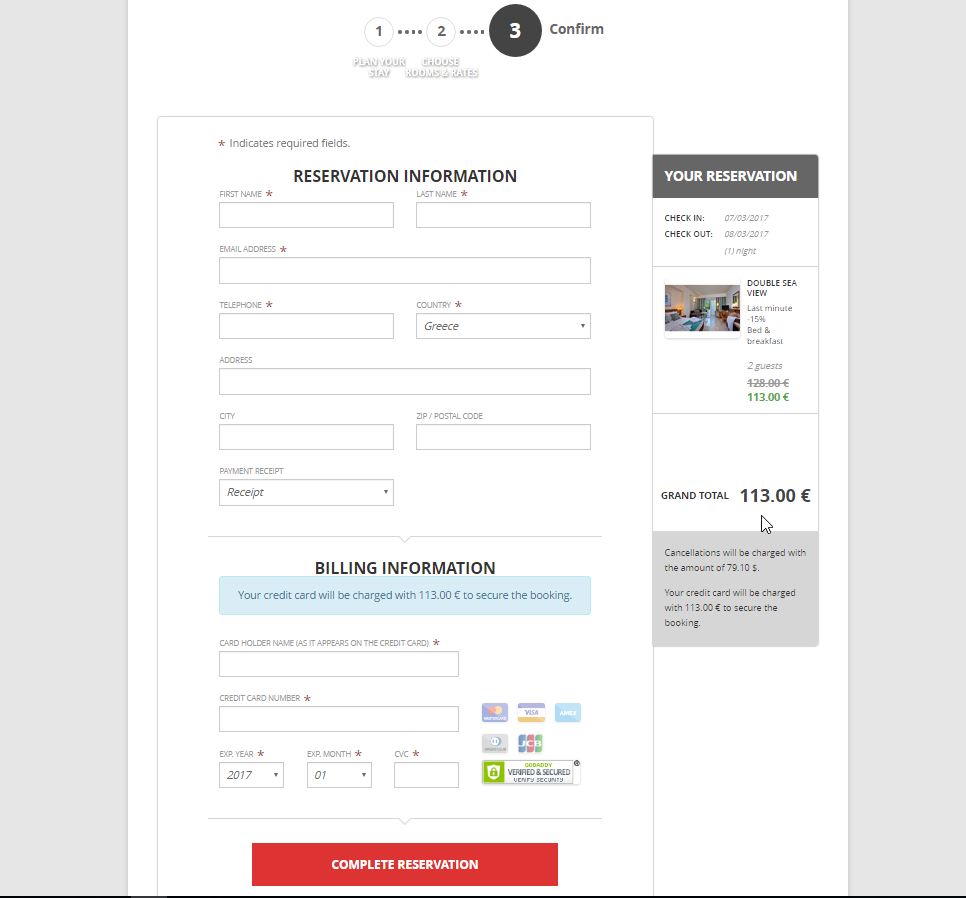 1
2
3
Confirm
PLAN YOUR
STAY
CHOOSE
ROOMS & RATES
* Indicates required fields.
RESERVATION INFORMATION
FIRST NAME *
LAST NAME *
EMAIL ADDRESS *
TELEPHONE *
COUNTRY *
Greece
ADDRESS
CITY
ZIP / POSTAL CODE
PAYMENT RECEIPT
Receipt
BILLING INFORMATION
Your credit card will be charged with 113.00 € to secure the booking.
CARD HOLDER NAME (AS IT APPEARS ON THE CREDIT CARD) *
CREDIT CARD NUMBER *
MASTERCARD
VISA
AMEX
JCB
EXP. YEAR *
EXP. MONTH *
CVC *
2017
01
GODADDY
VERIFIED & SECURED
VERIFY SECURITY
COMPLETE RESERVATION
YOUR RESERVATION
CHECK IN: 07/03/2017
CHECK OUT: 08/03/2017
(1) night
DOUBLE SEA
VIEW
Last minute
-15%
Bed &
breakfast
2 guests
128.00 €
113.00 €
GRAND TOTAL 113.00 €
Cancellations will be charged with
the amount of 79.10 $.
Your credit card will be charged
with 113.00 € to secure the
booking.